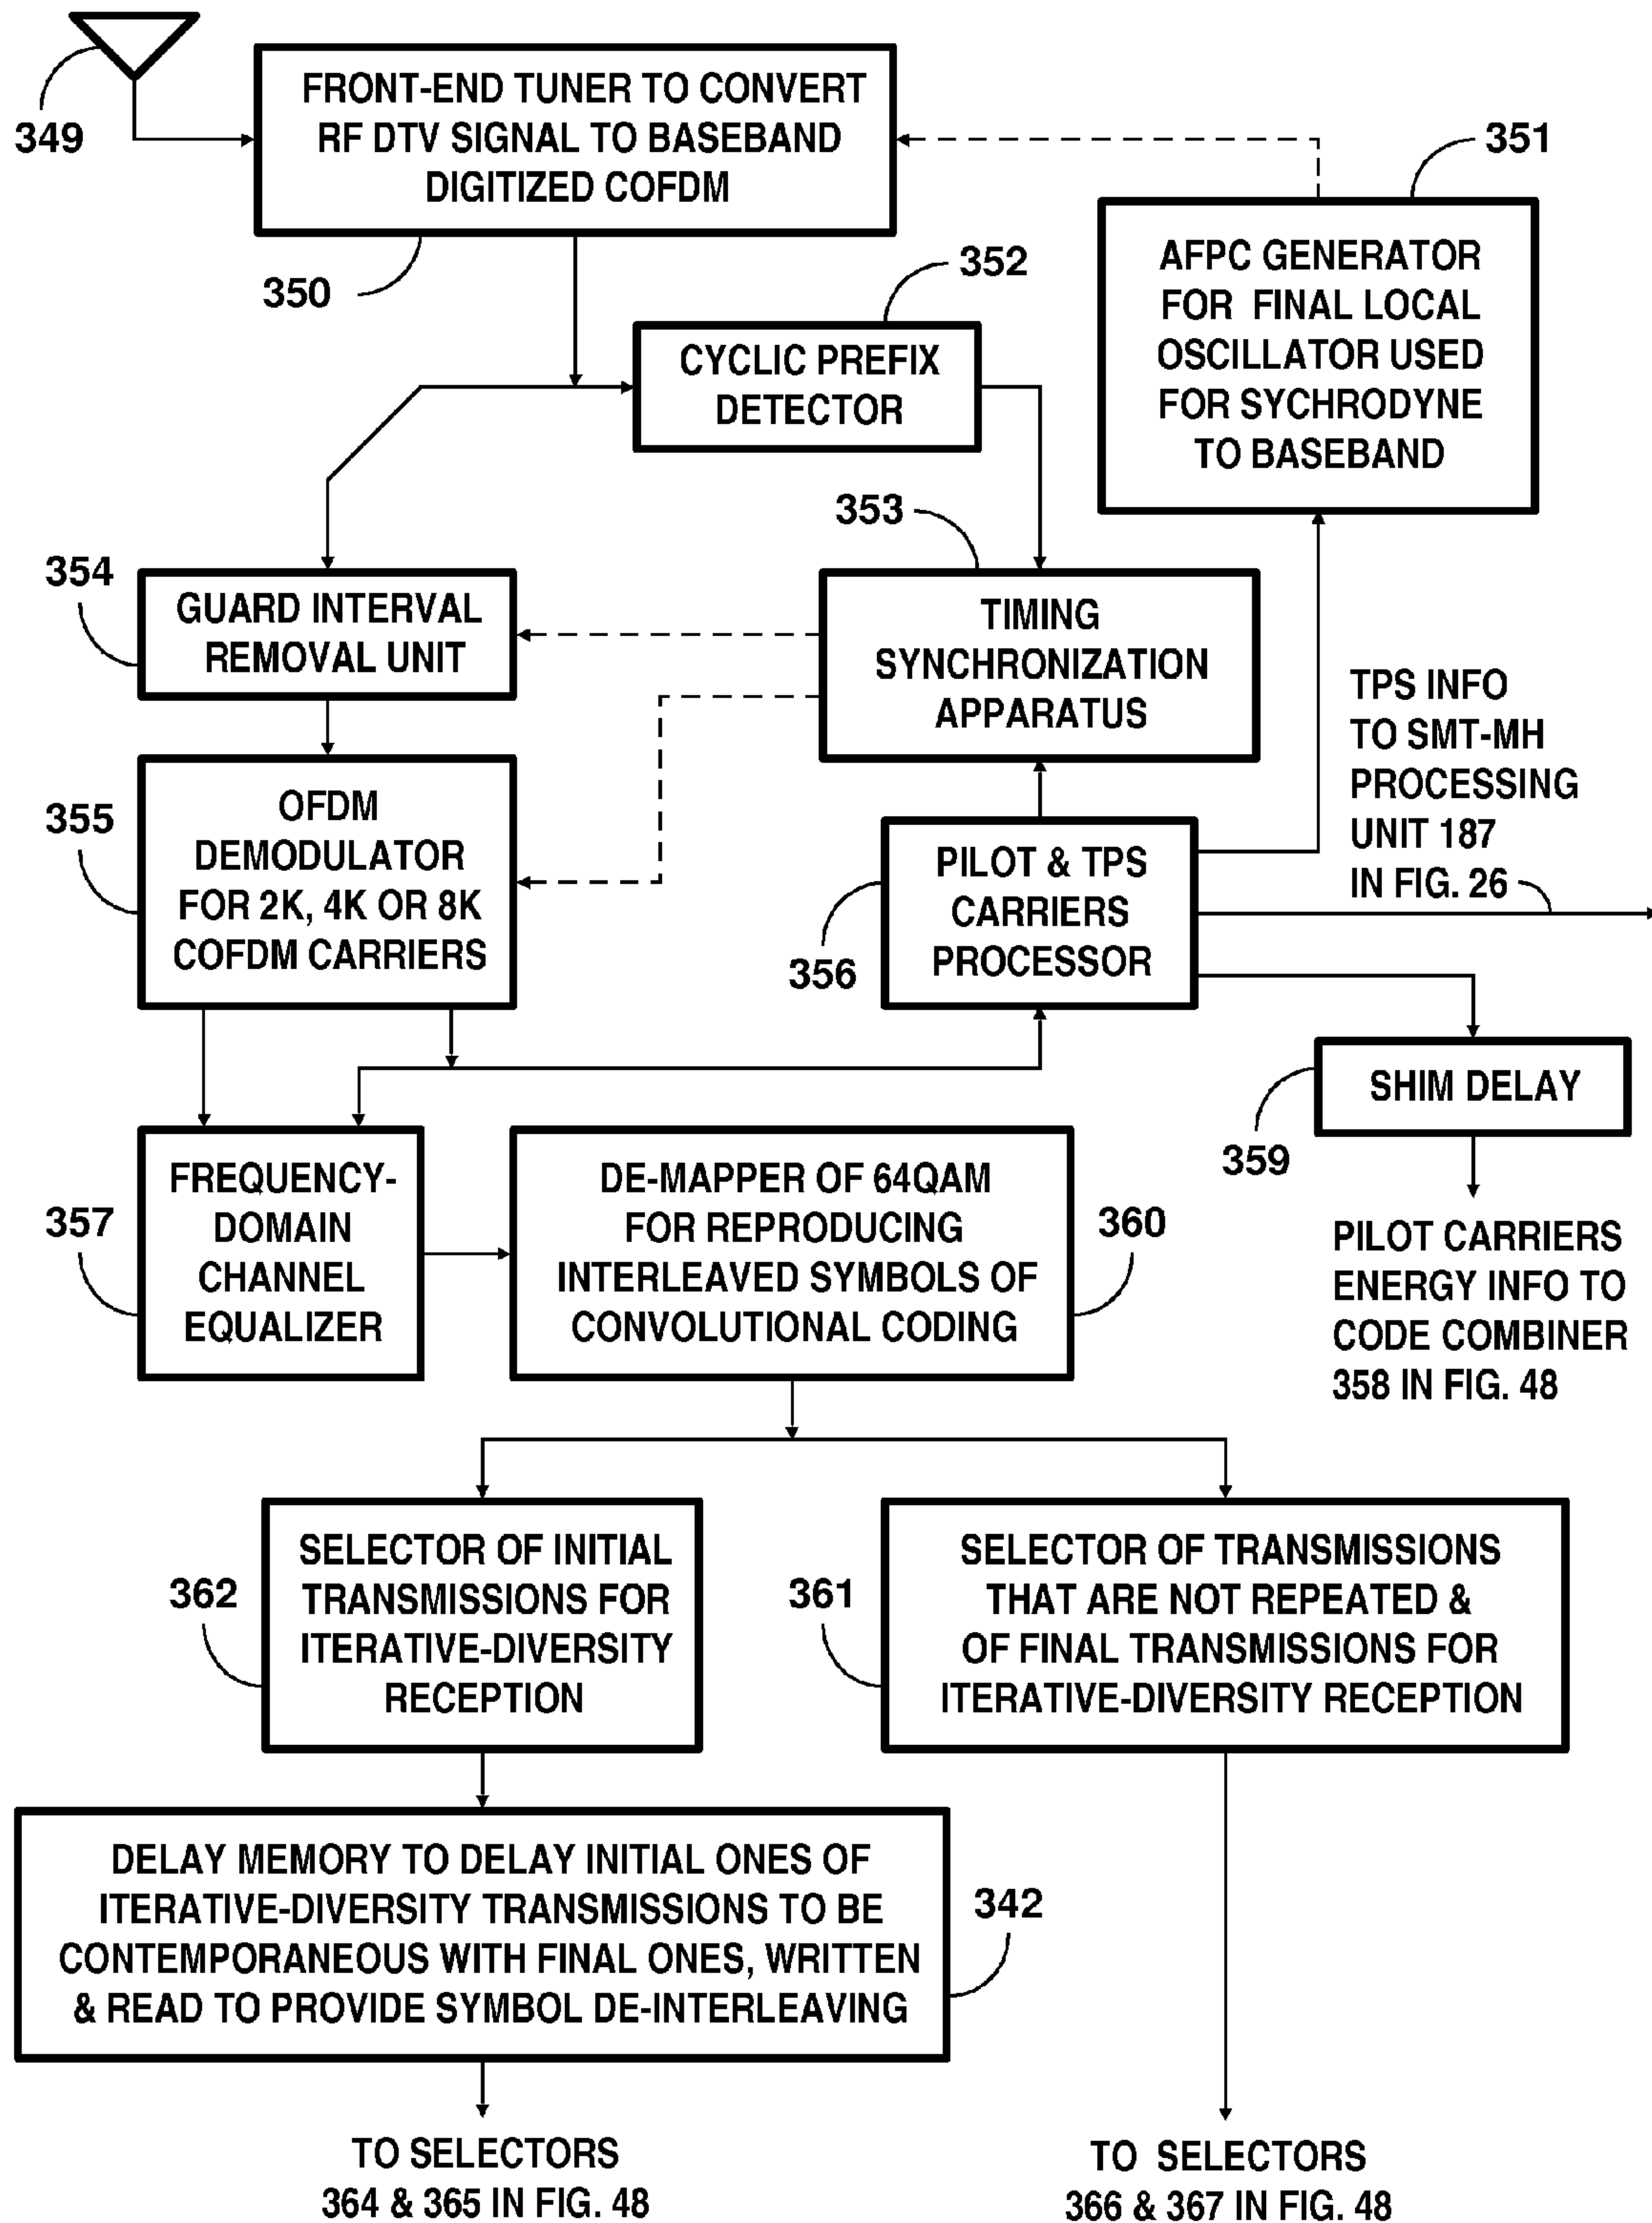 349
FRONT-END TUNER TO CONVERT
RF DTV SIGNAL TO BASEBAND
DIGITIZED COFDM
350
351
AFPC GENERATOR
FOR FINAL LOCAL
OSCILLATOR USED
FOR SYCHRODYNE
TO BASEBAND
352
CYCLIC PREFIX
DETECTOR
353
TIMING
SYNCHRONIZATION
APPARATUS
354
GUARD INTERVAL
REMOVAL UNIT
355
OFDM
DEMODULATOR
FOR 2K, 4K OR 8K
COFDM CARRIERS
356
PILOT & TPS
CARRIERS
PROCESSOR
TPS INFO
TO SMT-MH
PROCESSING
UNIT 187
IN FIG. 26
SHIM DELAY
359
PILOT CARRIERS
ENERGY INFO TO
CODE COMBINER
358 IN FIG. 48
357
FREQUENCY-
DOMAIN
CHANNEL
EQUALIZER
DE-MAPPER OF 64QAM
FOR REPRODUCING
INTERLEAVED SYMBOLS OF
CONVOLUTIONAL CODING
360
362
SELECTOR OF INITIAL
TRANSMISSIONS FOR
ITERATIVE-DIVERSITY
RECEPTION
361
SELECTOR OF TRANSMISSIONS
THAT ARE NOT REPEATED &
OF FINAL TRANSMISSIONS FOR
ITERATIVE-DIVERSITY RECEPTION
DELAY MEMORY TO DELAY INITIAL ONES OF
ITERATIVE-DIVERSITY TRANSMISSIONS TO BE
CONTEMPORANEOUS WITH FINAL ONES, WRITTEN
& READ TO PROVIDE SYMBOL DE-INTERLEAVING
342
TO SELECTORS
364 & 365 IN FIG. 48
TO SELECTORS
366 & 367 IN FIG. 48